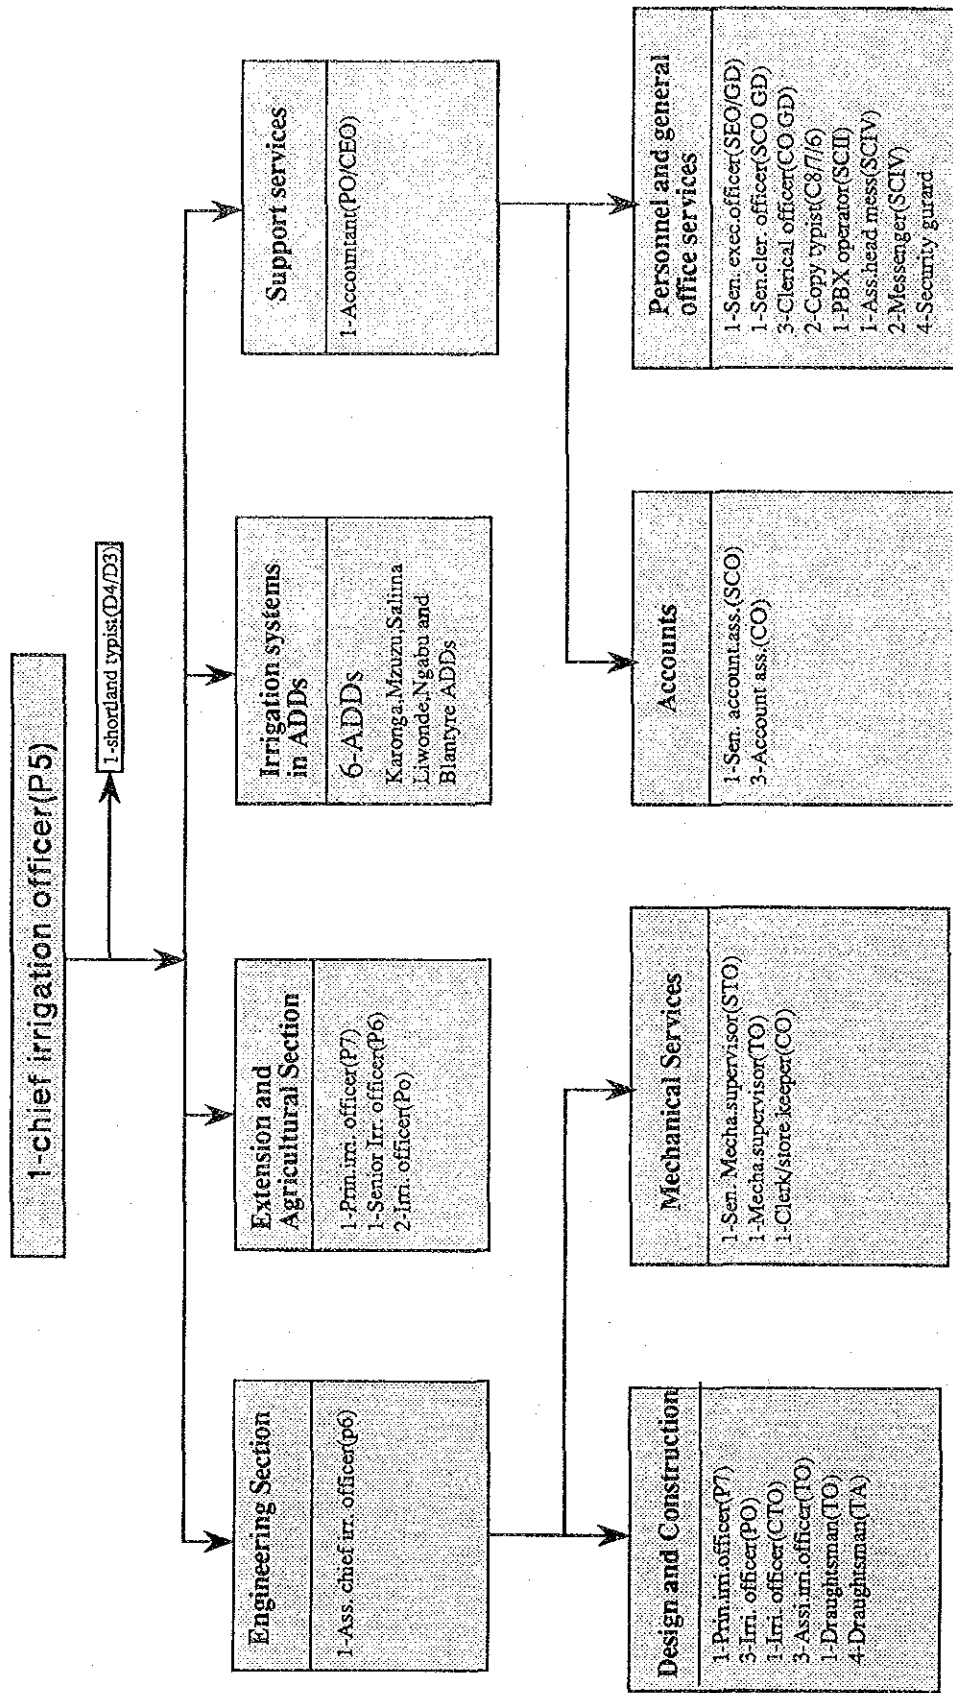 1-chief irrigation officer(P5)
1-shortland typist(D4/D3)
Engineering Section
1-Ass. chief irr. officer(p6)
Extension and
Agricultural Section
1-Prin.irri. officer(P7)
1-Senior Irr. officer(P6)
2-Irri. officer(Po)
Irrigation systems
in ADDs
6-ADDs
Karonga,Mzuzu,Salima
Liwonde,Ngabu and
Blantyre ADDs
Support services
1-Accountant(PO/CEO)
Design and Construction
1-Prin.irri.officer(P7)
3-Irri. officer(PO)
1-Irri. officer(CTO)
3-Assi.irri.officer(TO)
1-Draughtsman(TO)
4-Draughtsman(TA)
Mechanical Services
1-Sen. Mecha.supervisor(STO)
1-Mecha.supervisor(TO)
1-Clerk/store keeper(CO)
Accounts
1-Sen. account.ass.(SCO)
3-Account ass.(CO)
Personnel and general
office services
1-Sen. exec.officer(SEO/GD)
1-Sen.cler. officer(SCO GD)
3-Clerical officer(CO GD)
2-Copy typist(C8/7/6)
1-PBX operator(SCII)
1-Ass.head mess(SCIV)
2-Messenger(SCIV)
4-Security gurard